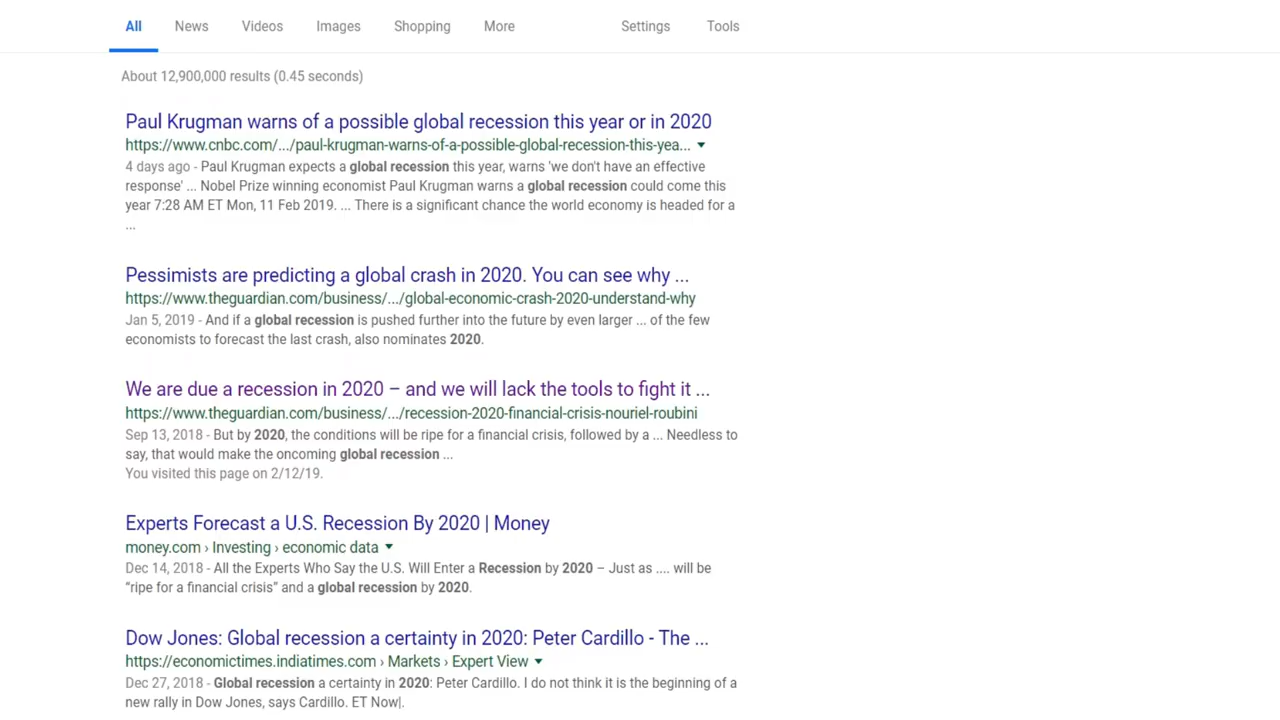 All News Videos Images Shopping More Settings Tools
About 12,900,000 results (0.45 seconds)
Paul Krugman warns of a possible global recession this year or in 2020
https://www.cnbc.com/.../paul-krugman-warns-of-a-possible-global-recession-this-yea...
4 days ago - Paul Krugman expects a global recession this year, warns 'we don't have an effective
response' ... Nobel Prize winning economist Paul Krugman warns a global recession could come this
year 7:28 AM ET Mon, 11 Feb 2019. ... There is a significant chance the world economy is headed for a
...
Pessimists are predicting a global crash in 2020. You can see why ...
https://www.theguardian.com/business/.../global-economic-crash-2020-understand-why
Jan 5, 2019 - And if a global recession is pushed further into the future by even larger ... of the few
economists to forecast the last crash, also nominates 2020.
We are due a recession in 2020 – and we will lack the tools to fight it ...
https://www.theguardian.com/business/.../recession-2020-financial-crisis-nouriel-roubini
Sep 13, 2018 - But by 2020, the conditions will be ripe for a financial crisis, followed by a ... Needless to
say, that would make the oncoming global recession ...
You visited this page on 2/12/19.
Experts Forecast a U.S. Recession By 2020 | Money
money.com › Investing › economic data
Dec 14, 2018 - All the Experts Who Say the U.S. Will Enter a Recession by 2020 – Just as .... will be
“ripe for a financial crisis” and a global recession by 2020.
Dow Jones: Global recession a certainty in 2020: Peter Cardillo - The ...
https://economictimes.indiatimes.com › Markets › Expert View
Dec 27, 2018 - Global recession a certainty in 2020: Peter Cardillo. I do not think it is the beginning of a
new rally in Dow Jones, says Cardillo. ET Now|.